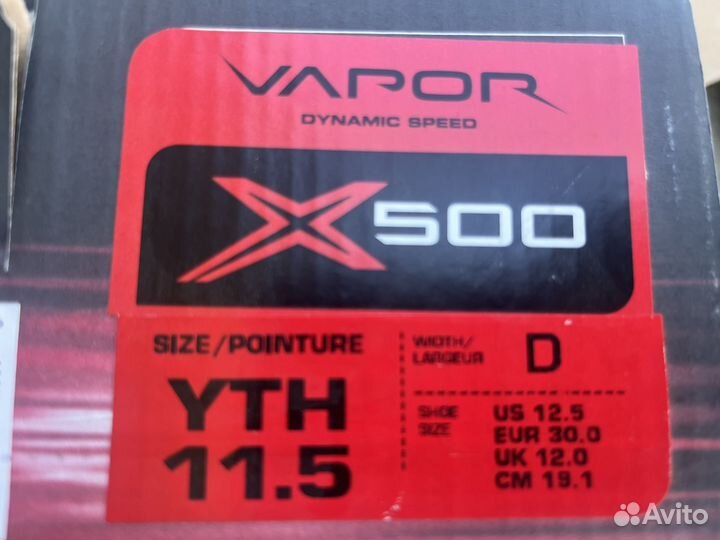 VAPOR
DYNAMIC SPEED
X500
SIZE/POINTURE
YTH
11.5
WIDTH/
LARGEUR
D
SHOE
SIZE
US 12.5
EUR 30.0
UK 12.0
CM 19.1
Avito